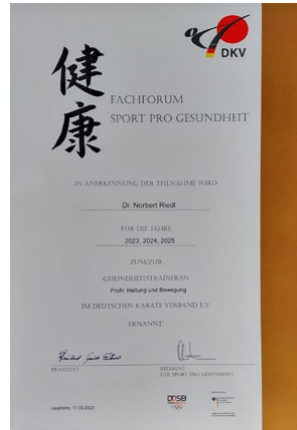 DKV
健
康
FACHFORUM
SPORT PRO GESUNDHEIT
IN ANERKENNUNG DER TEILNAHME WIRD
Dr. Norbert Riedl
FÜR DIE JAHRE
2023, 2024, 2025
ZUM/ZUR
GESUNDHEITSTRAINER/IN
Profil: Haltung und Bewegung
IM DEUTSCHEN KARATE VERBAND E.V.
ERNANNT.
PRÄSIDENT
REFERENT
FÜR SPORT PRO GESUNDHEIT
DOSB